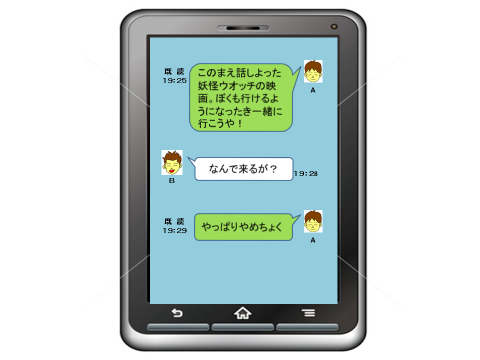 既 読
19:25
このまえ話しよった
妖怪ウオッチの映
画。ぼくも行けるよ
うになったき一緒に
行こうや！
A
なんで来るが？
19:28
B
既 読
19:29
やっぱりやめちょく
A